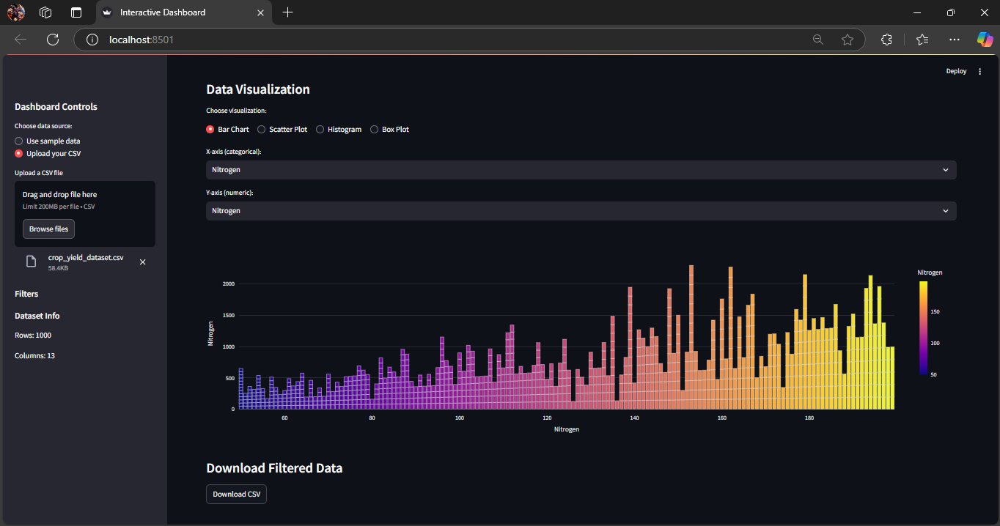 Interactive Dashboard
localhost:8501
Deploy
Dashboard Controls
Choose data source:
Use sample data
Upload your CSV
Upload a CSV file
Drag and drop file here
Limit 200MB per file • CSV
Browse files
crop_yield_dataset.csv
58.4KB
Filters
Dataset Info
Rows: 1000
Columns: 13
Data Visualization
Choose visualization:
Bar Chart Scatter Plot Histogram Box Plot
X-axis (categorical):
Nitrogen
Y-axis (numeric):
Nitrogen
Nitrogen
2000
1500
1000
500
0
60 80 100 120 140 160 180
Nitrogen
Nitrogen
150
100
50
Download Filtered Data
Download CSV